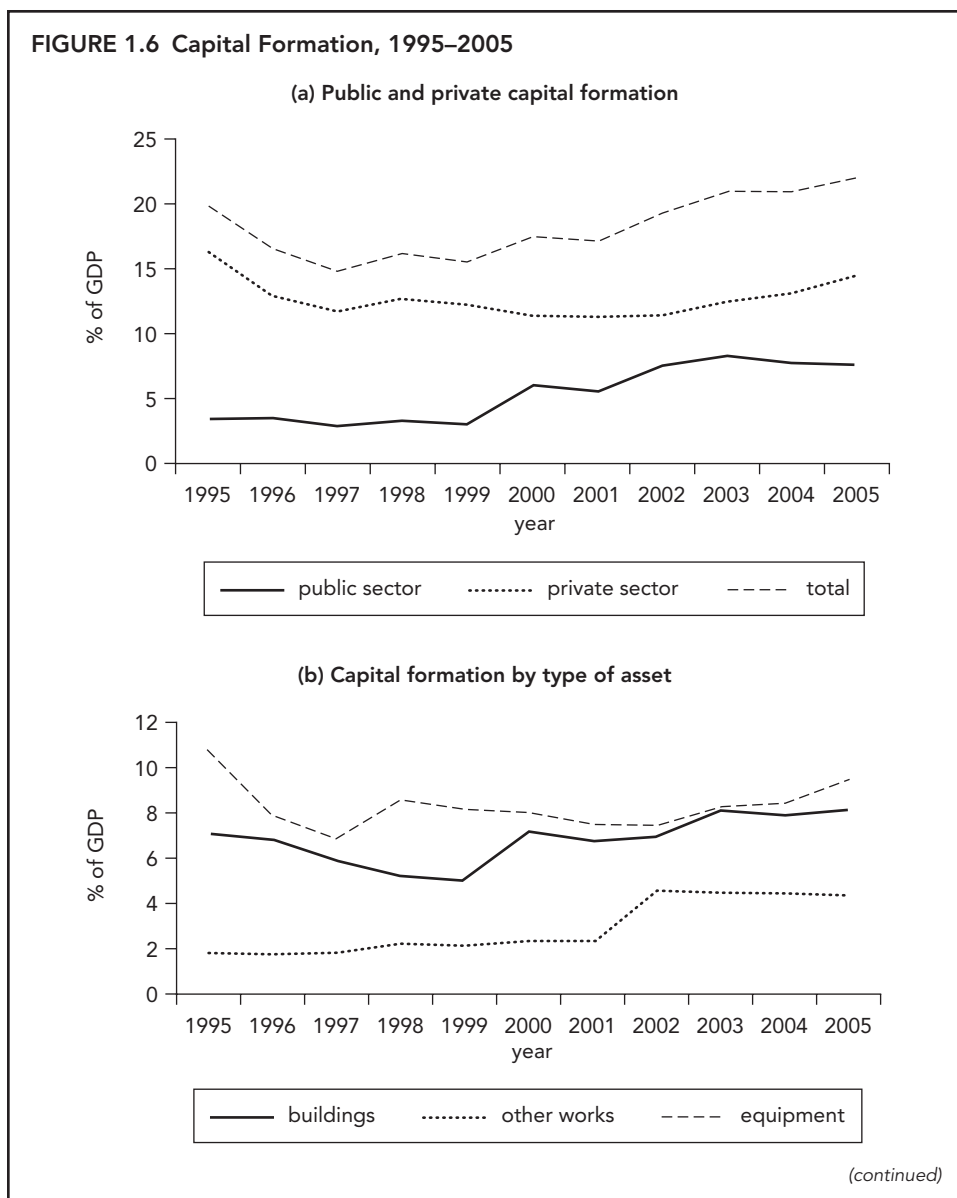 FIGURE 1.6 Capital Formation, 1995–2005
(a) Public and private capital formation
25
20
15
10
5
0
% of GDP
1995 1996 1997 1998 1999 2000 2001 2002 2003 2004 2005
year
public sector private sector total
(b) Capital formation by type of asset
12
10
8
6
4
2
0
% of GDP
1995 1996 1997 1998 1999 2000 2001 2002 2003 2004 2005
year
buildings other works equipment
(continued)